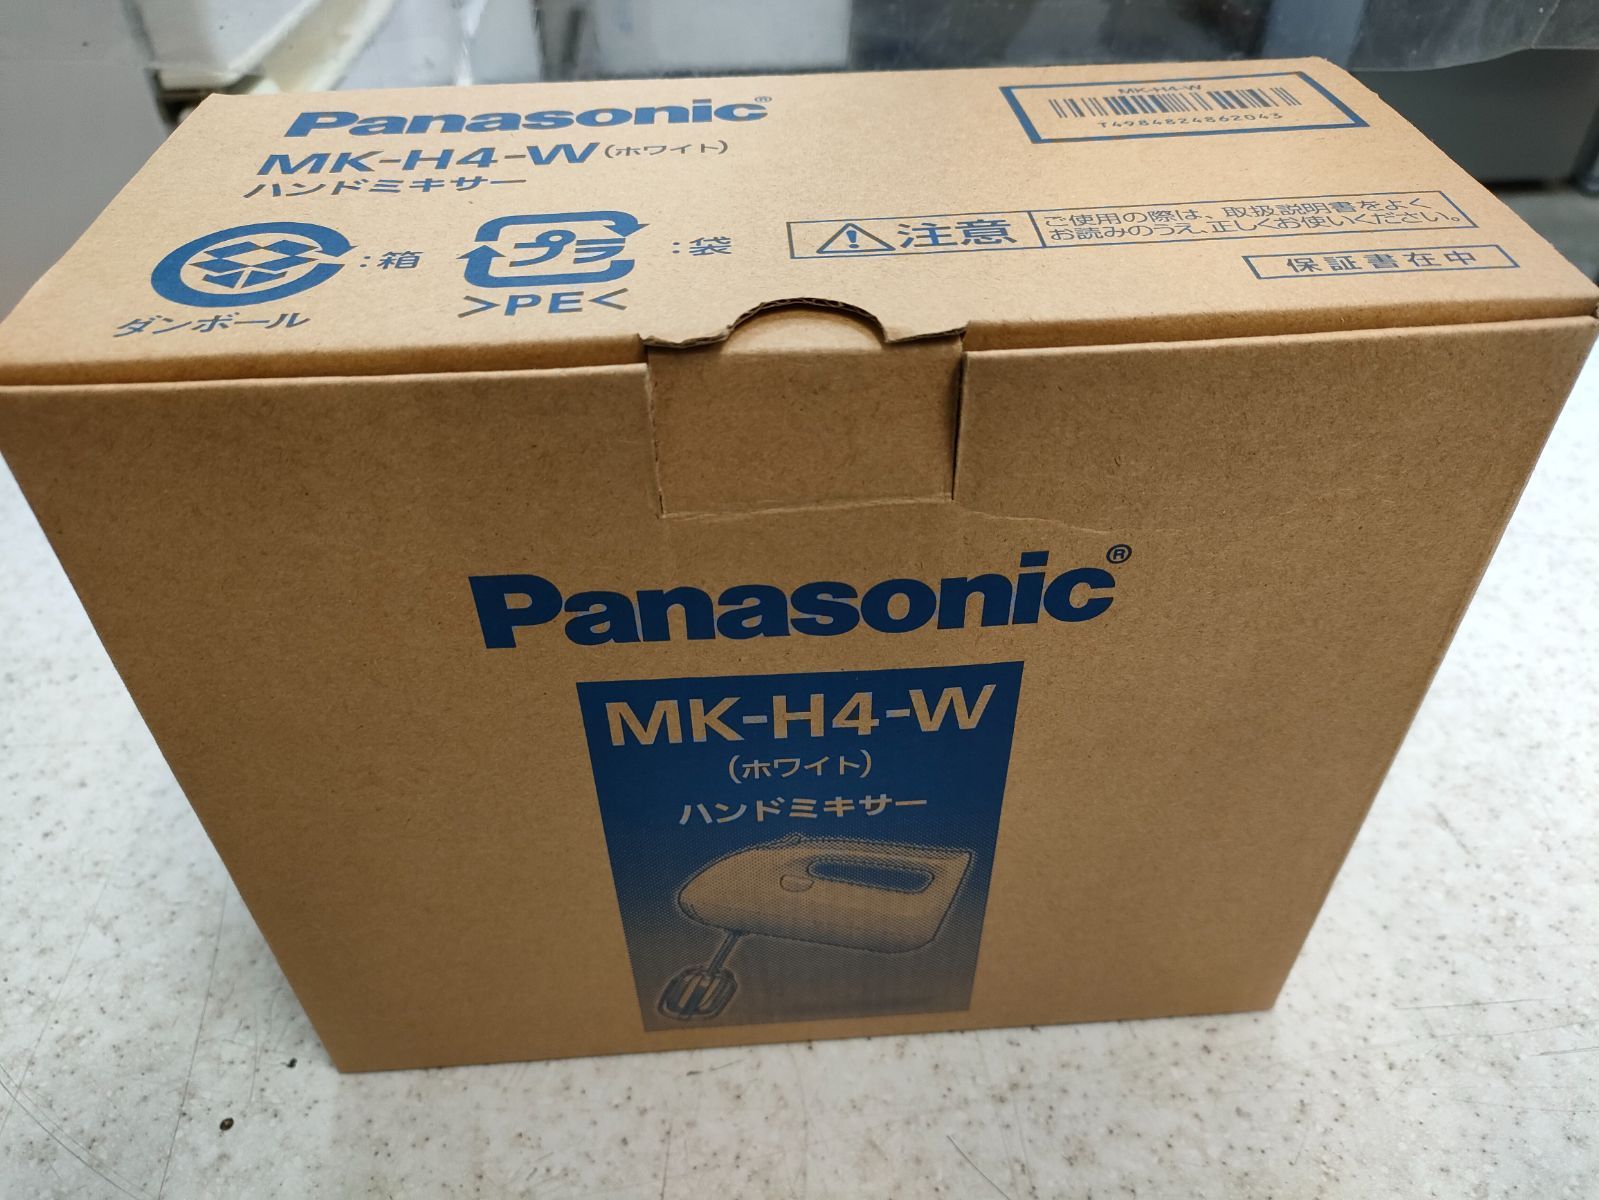 Panasonic®
MK-H4-W(ホワイト)
ハンドミキサー
MK-H4-W
T4984824862043
:箱
ダンボール
プラ
:袋
>PE<
注意
ご使用の際は、取扱説明書をよく
お読みのうえ、正しくお使いください。
保証書在中
Panasonic®
MK-H4-W
(ホワイト)
ハンドミキサー